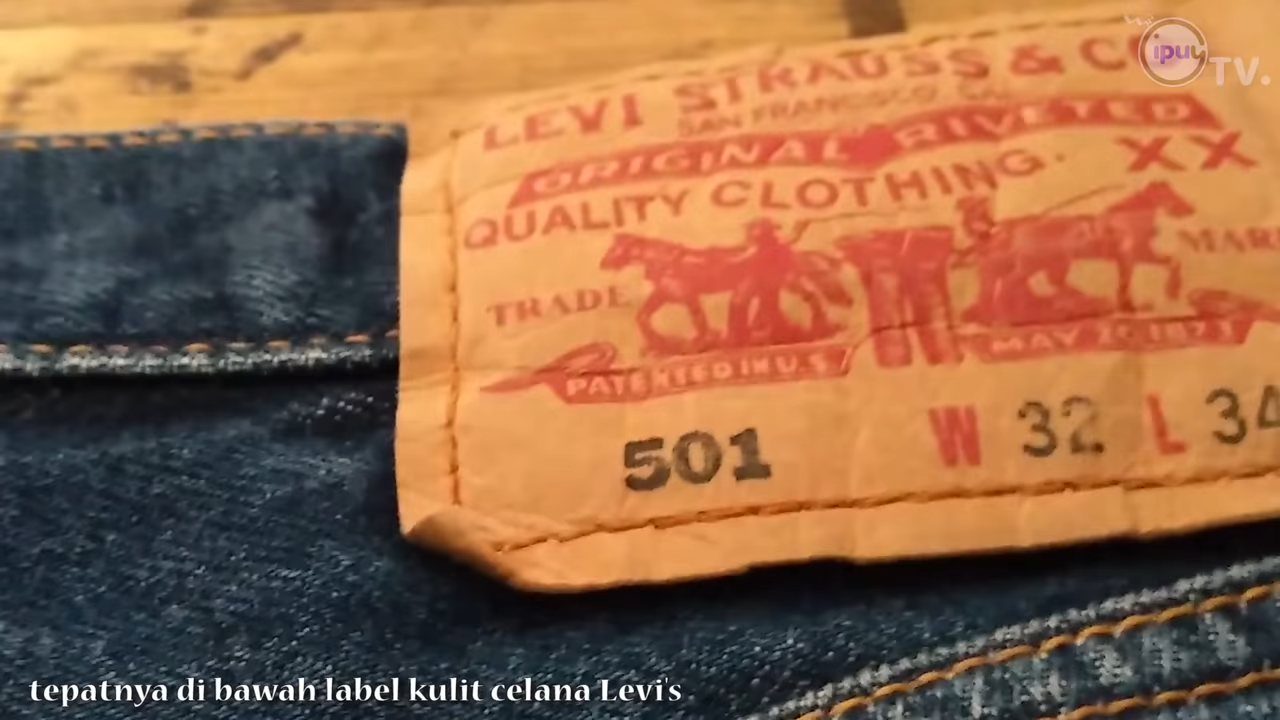 ipuy TV.
LEVI STRAUSS & CO
SAN FRANCISCO, CAL
ORIGINAL RIVETED
QUALITY CLOTHING. XX
TRADE MAR
PATENTED IN U.S MAY 20 1873
501 W 32 L 34
tepatnya di bawah label kulit celana Levi's